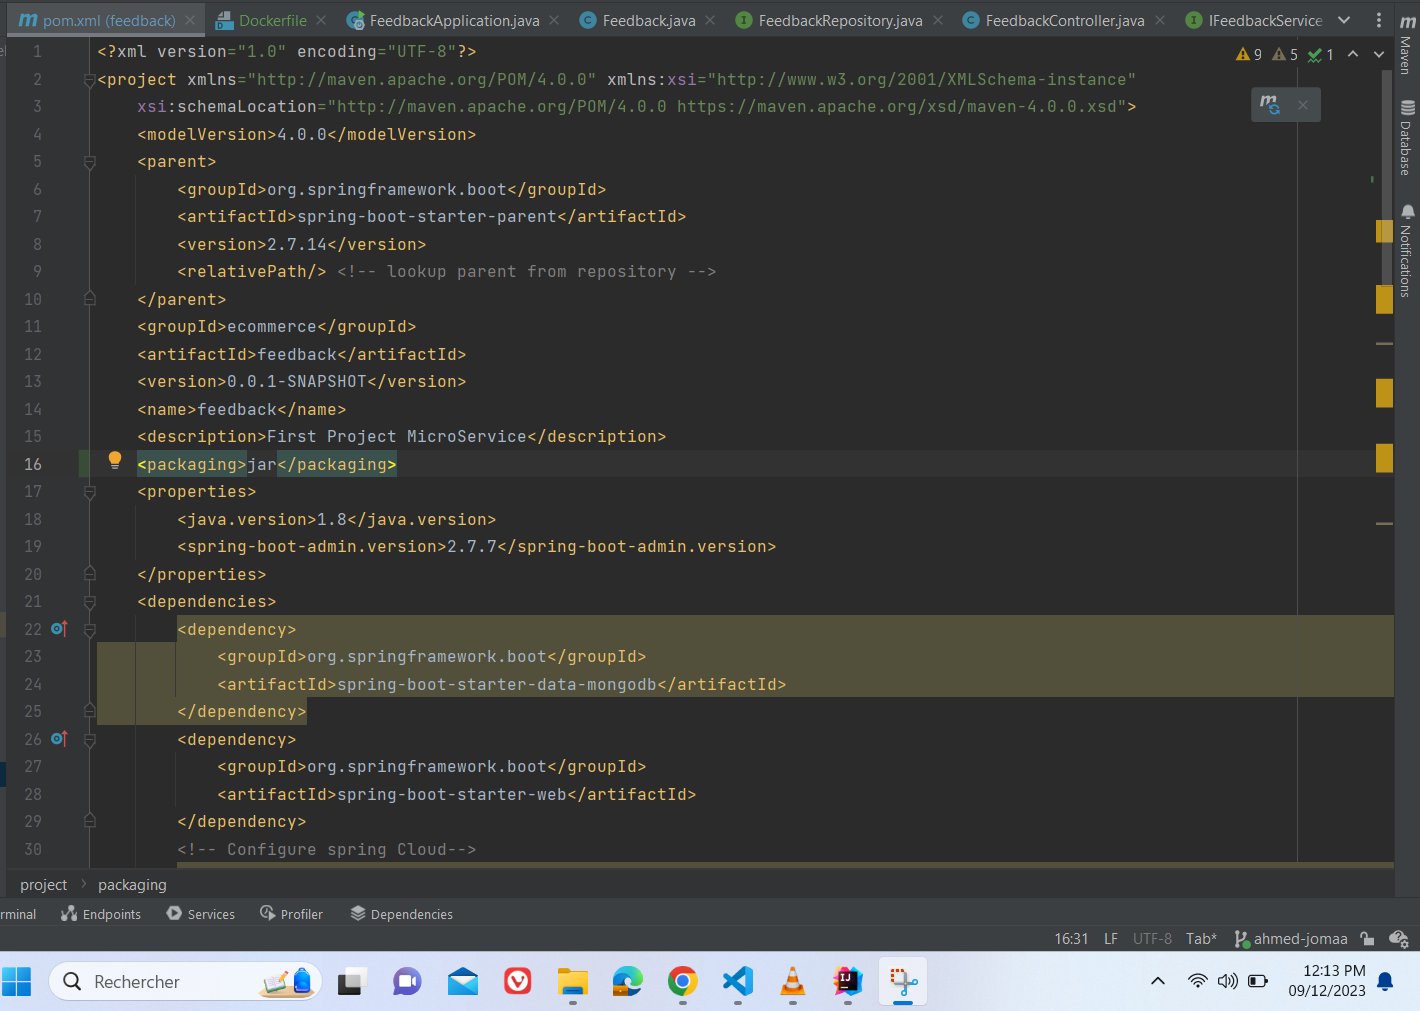 pom.xml (feedback) Dockerfile FeedbackApplication.java Feedback.java FeedbackRepository.java FeedbackController.java IFeedbackService
1 <?xml version="1.0" encoding="UTF-8"?>
9 5 1
2 <project xmlns="http://maven.apache.org/POM/4.0.0" xmlns:xsi="http://www.w3.org/2001/XMLSchema-instance"
3 xsi:schemaLocation="http://maven.apache.org/POM/4.0.0 https://maven.apache.org/xsd/maven-4.0.0.xsd">
4 <modelVersion>4.0.0</modelVersion>
5 <parent>
6 <groupId>org.springframework.boot</groupId>
7 <artifactId>spring-boot-starter-parent</artifactId>
8 <version>2.7.14</version>
9 <relativePath/> <!-- lookup parent from repository -->
10 </parent>
11 <groupId>ecommerce</groupId>
12 <artifactId>feedback</artifactId>
13 <version>0.0.1-SNAPSHOT</version>
14 <name>feedback</name>
15 <description>First Project MicroService</description>
16 <packaging>jar</packaging>
17 <properties>
18 <java.version>1.8</java.version>
19 <spring-boot-admin.version>2.7.7</spring-boot-admin.version>
20 </properties>
21 <dependencies>
22 <dependency>
23 <groupId>org.springframework.boot</groupId>
24 <artifactId>spring-boot-starter-data-mongodb</artifactId>
25 </dependency>
26 <dependency>
27 <groupId>org.springframework.boot</groupId>
28 <artifactId>spring-boot-starter-web</artifactId>
29 </dependency>
30 <!-- Configure spring Cloud-->
Maven
Database
Notifications
project packaging
rminal Endpoints Services Profiler Dependencies
16:31 LF UTF-8 Tab* ahmed-jomaa
Rechercher
12:13 PM
09/12/2023